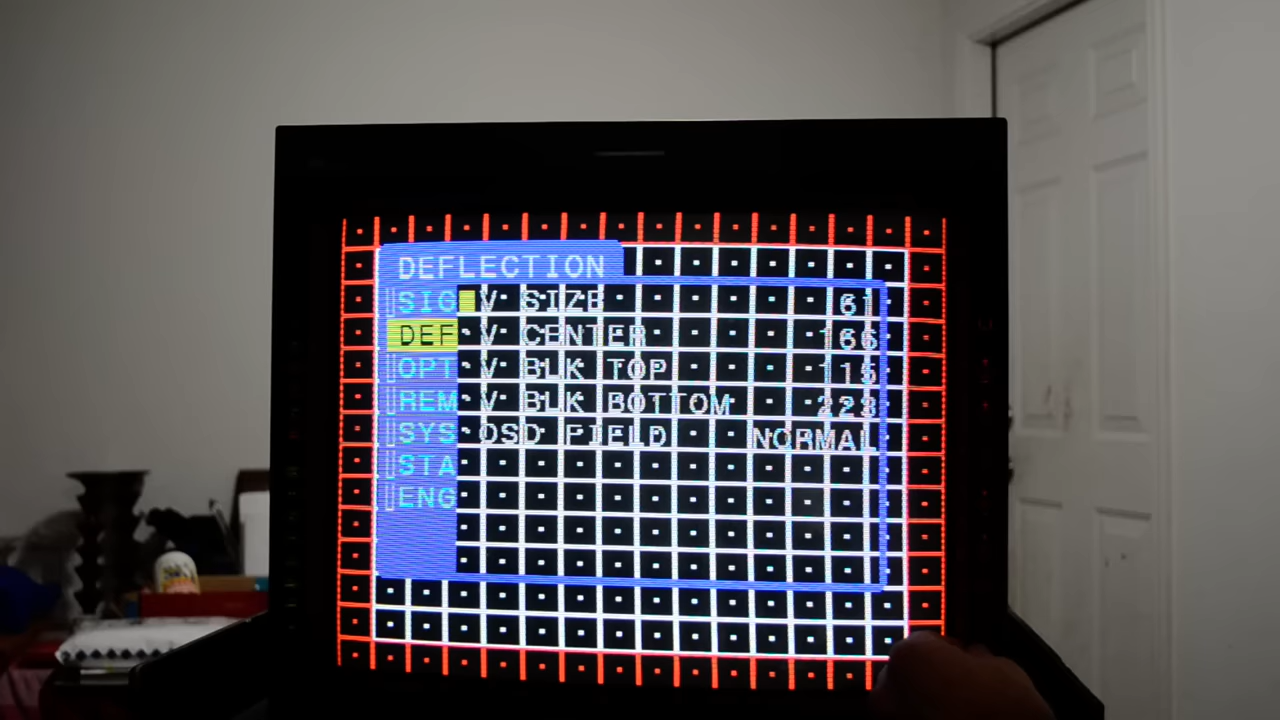 DEFLECTION
SIG V SIZE 61
DEF V CENTER 166
OPT V BLK TOP 115
REM V BLK BOTTOM 223
SYS OSD FIELD NORMAL
STA
ENG